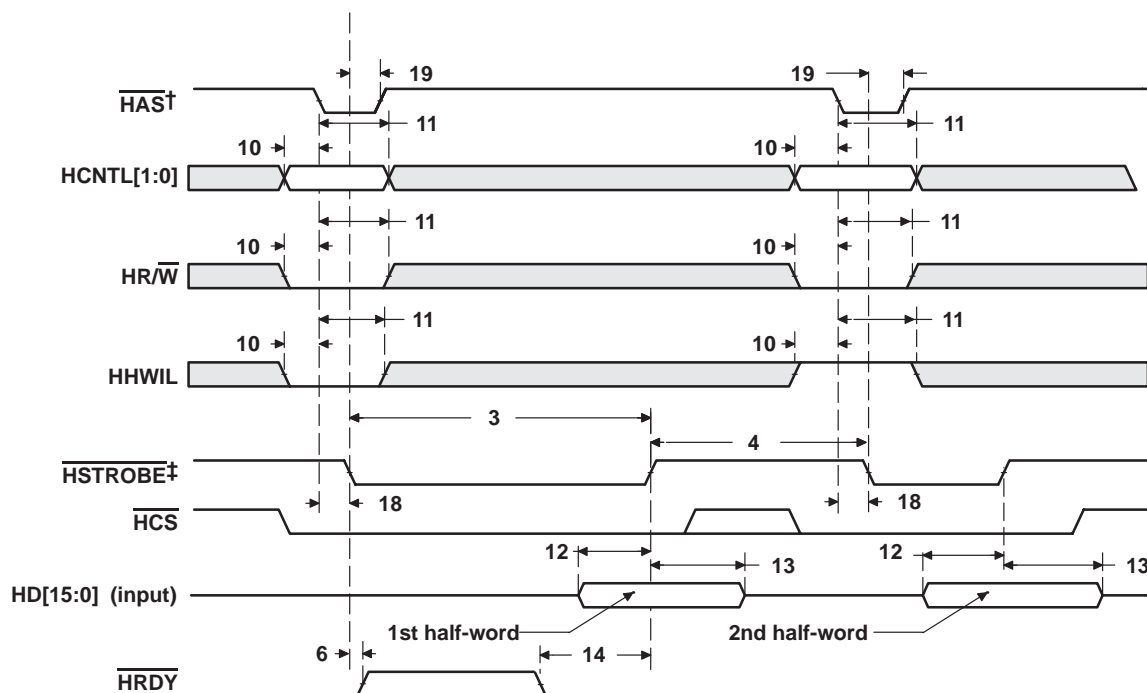 19 19
HAS†
11 11
10 10
HCNTL[1:0]
11 11
10 10
HR/W
11 11
10 10
HHWIL
3
4
HSTROBE‡
18 18
HCS
12 12
13 13
HD[15:0] (input)
1st half-word 2nd half-word
6 14
HRDY